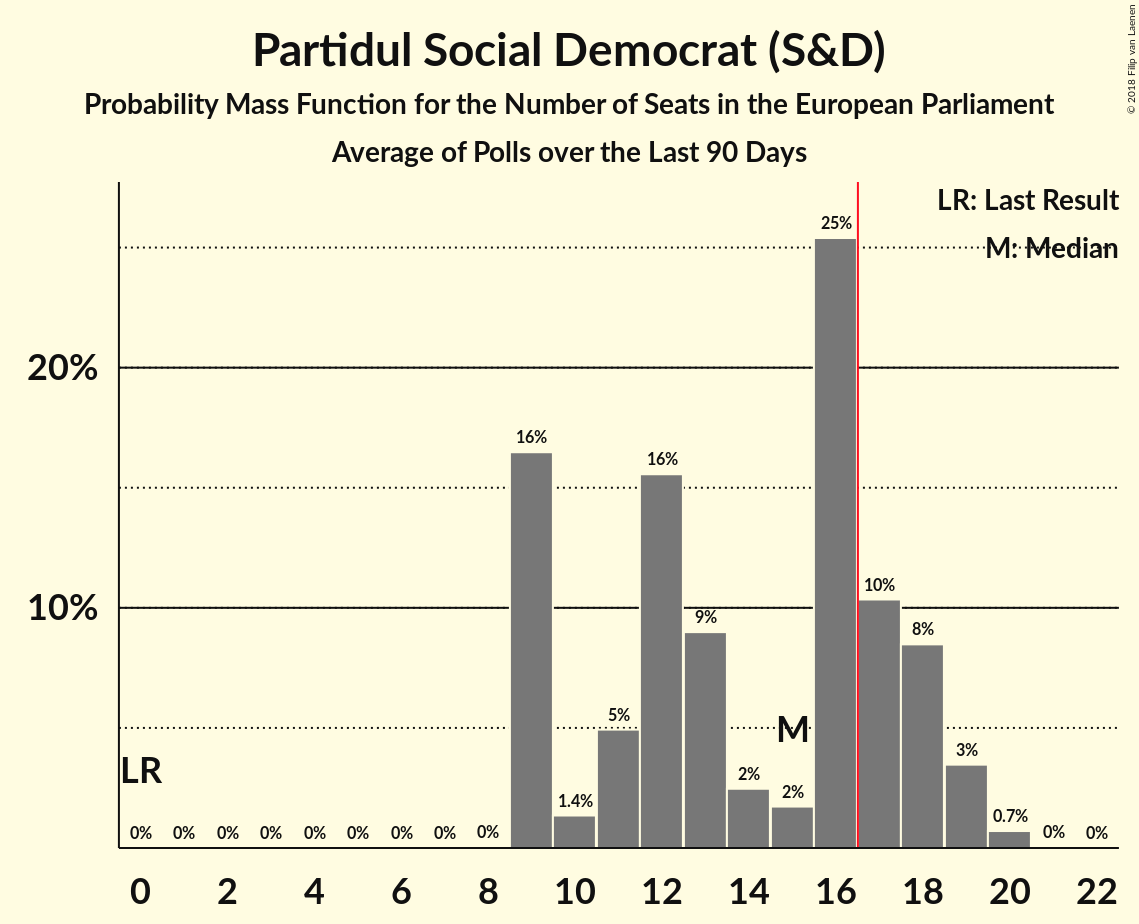 Partidul Social Democrat (S&D)
Probability Mass Function for the Number of Seats in the European Parliament
Average of Polls over the Last 90 Days
© 2018 Filip van Laenen
LR: Last Result
M: Median
25%
20%
16%
16%
10%
10%
9%
8%
5%
M
3%
LR
2%
2%
1.4%
0.7%
0% 0% 0% 0% 0% 0% 0% 0% 0% 0% 0%
0 2 4 6 8 10 12 14 16 18 20 22